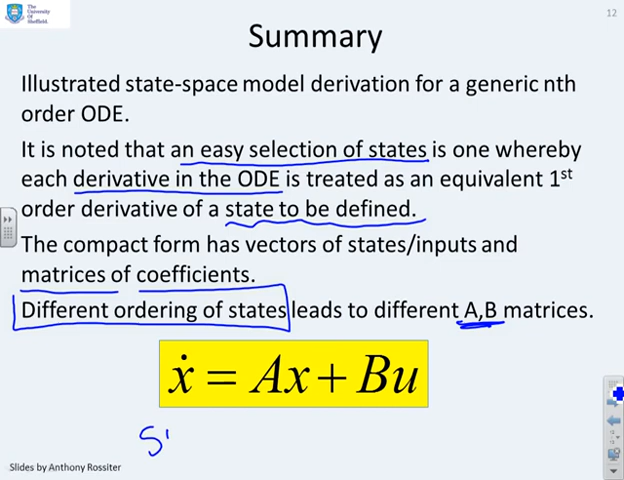 The
University
Of
Sheffield.
12
Summary
Illustrated state-space model derivation for a generic nth
order ODE.
It is noted that an easy selection of states is one whereby
each derivative in the ODE is treated as an equivalent 1st
order derivative of a state to be defined.
The compact form has vectors of states/inputs and
matrices of coefficients.
Different ordering of states leads to different A,B matrices.
ẋ = Ax + Bu
Slides by Anthony Rossiter